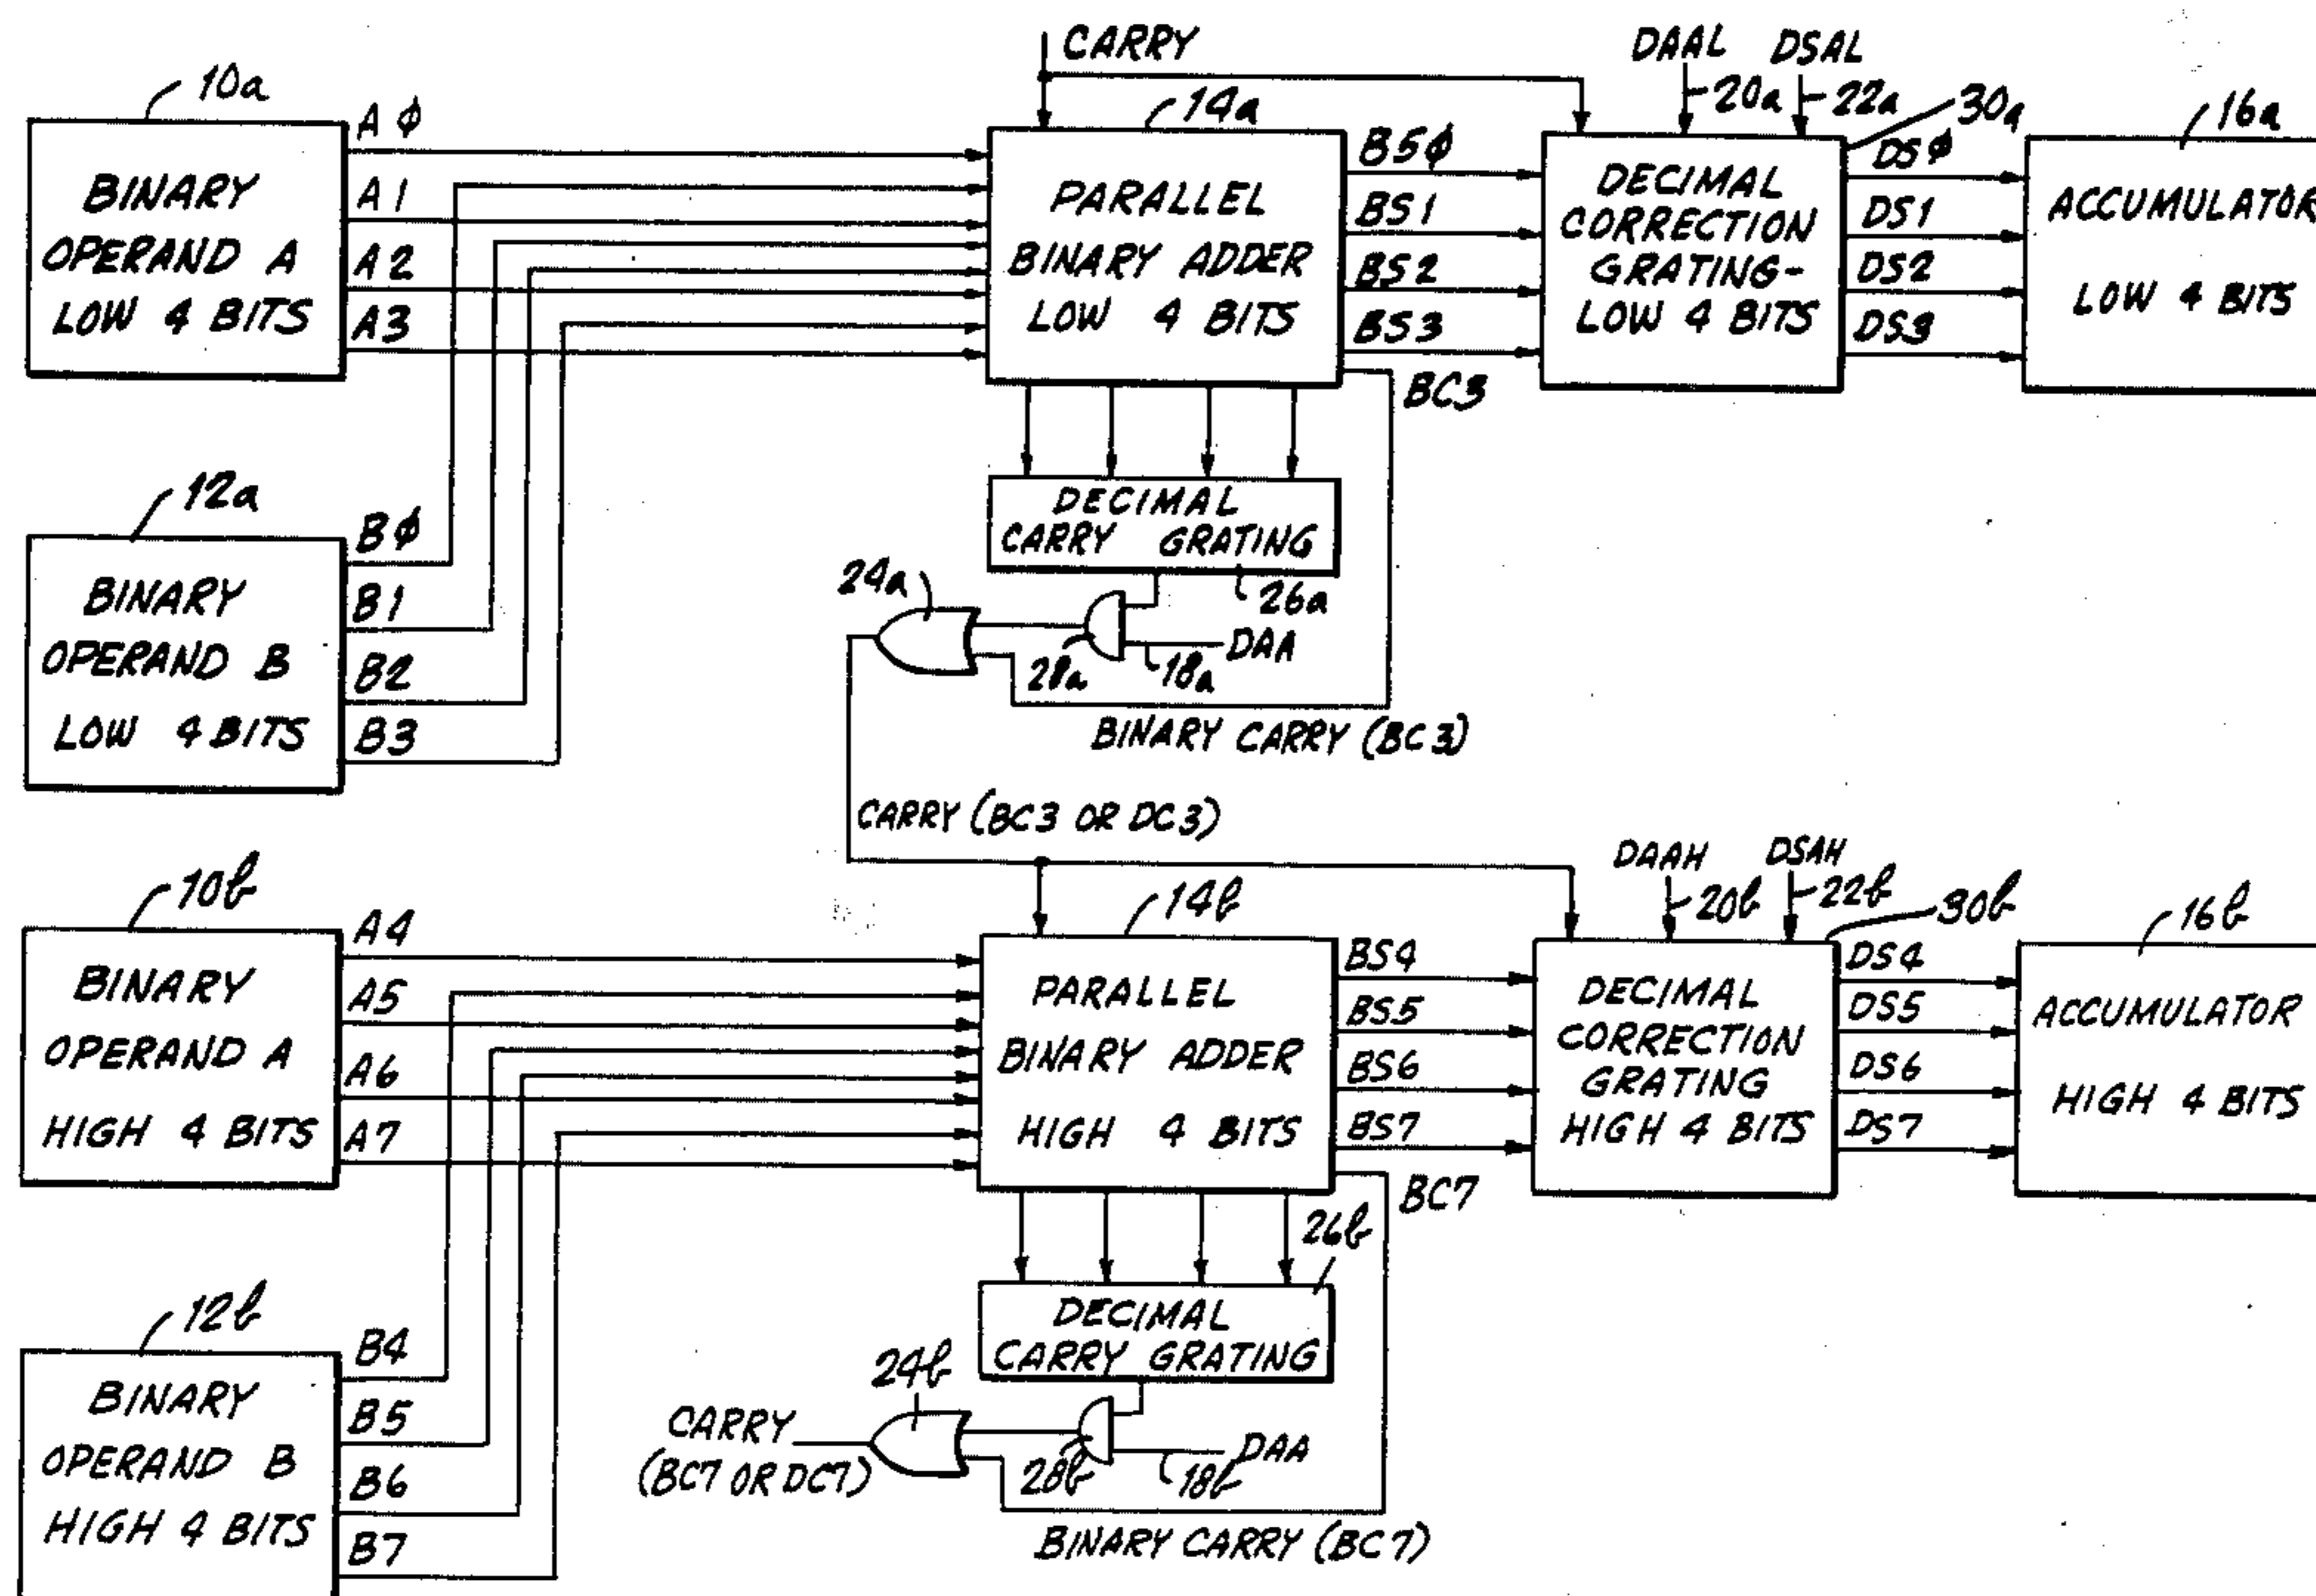 CARRY
DAAL DSAL
10a
14a
20a 22a 30a
16a
BINARY
OPERAND A
LOW 4 BITS
Aφ
A1
A2
A3
PARALLEL
BINARY ADDER
LOW 4 BITS
BSφ
BS1
BS2
BS3
BC3
DECIMAL
CORRECTION
GRATING-
LOW 4 BITS
DSφ
DS1
DS2
DS3
ACCUMULATOR
LOW 4 BITS
12a
BINARY
OPERAND B
LOW 4 BITS
Bφ
B1
B2
B3
DECIMAL
CARRY GRATING
24a
26a
28a
18a
DAA
BINARY CARRY (BC3)
CARRY (BC3 OR DC3)
DAAH DSAH
10b
14b
20b 22b 30b
16b
BINARY
OPERAND A
HIGH 4 BITS
A4
A5
A6
A7
PARALLEL
BINARY ADDER
HIGH 4 BITS
BS4
BS5
BS6
BS7
BC7
DECIMAL
CORRECTION
GRATING
HIGH 4 BITS
DS4
DS5
DS6
DS7
ACCUMULATOR
HIGH 4 BITS
12b
BINARY
OPERAND B
HIGH 4 BITS
B4
B5
B6
B7
26b
DECIMAL
CARRY GRATING
24b
CARRY
(BC7 OR DC7)
28b
18b
DAA
BINARY CARRY (BC7)